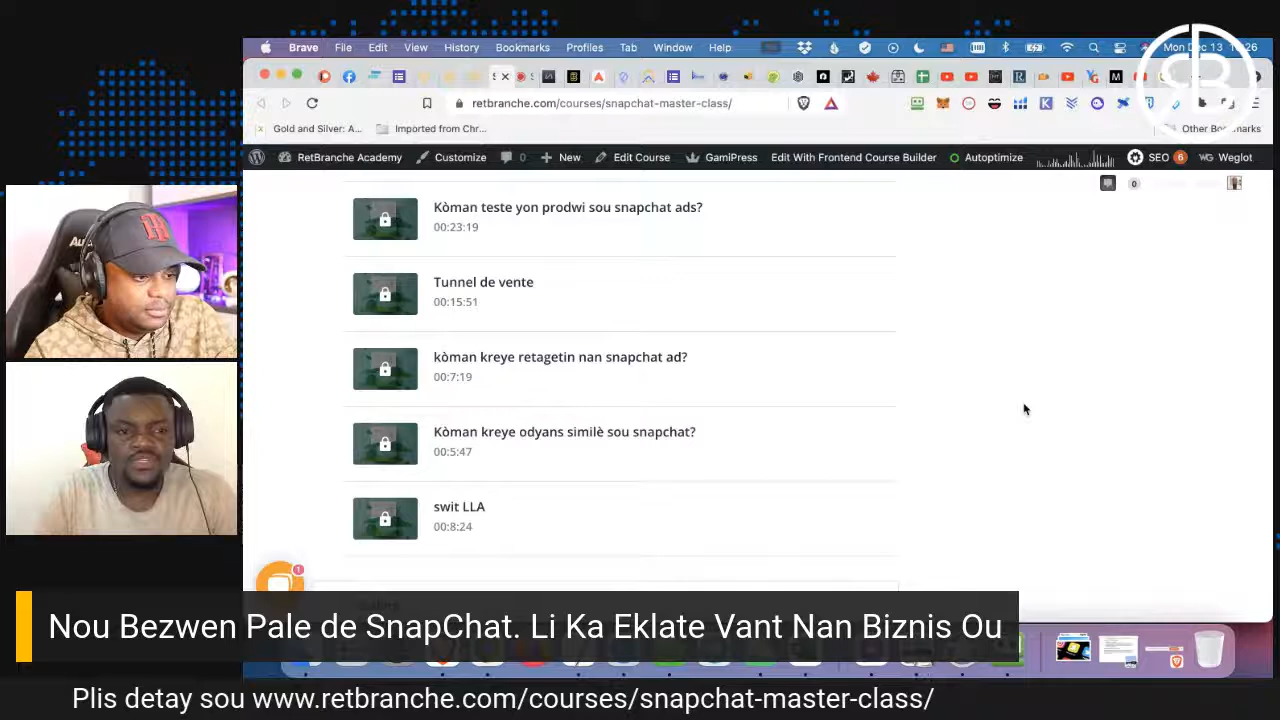 Brave File Edit View History Bookmarks Profiles Tab Window Help Mon Dec 13
retbranche.com/courses/snapchat-master-class/
Gold and Silver: A... Imported from Chr... Other Bookmarks
RetBranche Academy Customize 0 New Edit Course GamiPress Edit With Frontend Course Builder Autoptimize SEO 6 Weglot
0
Kòman teste yon prodwi sou snapchat ads?
00:23:19
Tunnel de vente
00:15:51
kòman kreye retagetin nan snapchat ad?
00:7:19
Kòman kreye odyans similè sou snapchat?
00:5:47
swit LLA
00:8:24
1
Nou Bezwen Pale de SnapChat. Li Ka Eklate Vant Nan Biznis Ou
Plis detay sou www.retbranche.com/courses/snapchat-master-class/